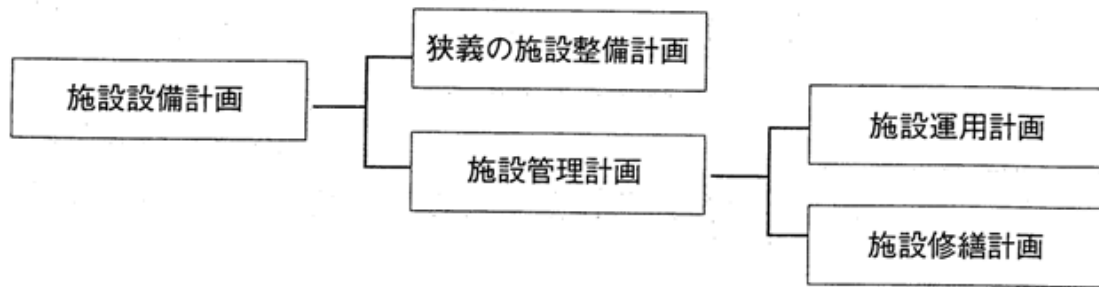 狭義の施設整備計画
施設設備計画
施設運用計画
施設管理計画
施設修繕計画